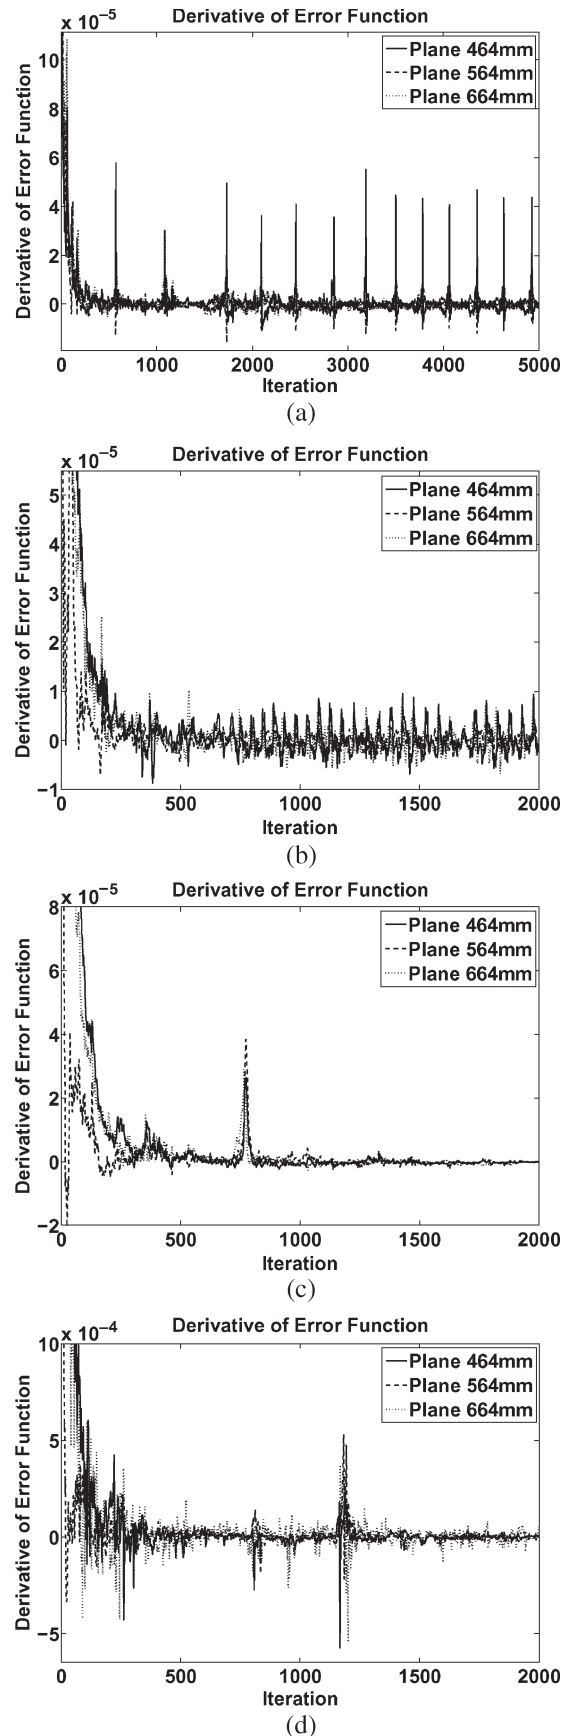 Derivative of Error Function
x 10⁻⁵
Plane 464mm
Plane 564mm
Plane 664mm
Derivative of Error Function
10
8
6
4
2
0
0 1000 2000 3000 4000 5000
Iteration
(a)
Derivative of Error Function
x 10⁻⁵
Plane 464mm
Plane 564mm
Plane 664mm
Derivative of Error Function
5
4
3
2
1
0
−1
0 500 1000 1500 2000
Iteration
(b)
Derivative of Error Function
x 10⁻⁵
Plane 464mm
Plane 564mm
Plane 664mm
Derivative of Error Function
8
6
4
2
0
−2
0 500 1000 1500 2000
Iteration
(c)
Derivative of Error Function
x 10⁻⁴
Plane 464mm
Plane 564mm
Plane 664mm
Derivative of Error Function
10
5
0
−5
0 500 1000 1500 2000
Iteration
(d)